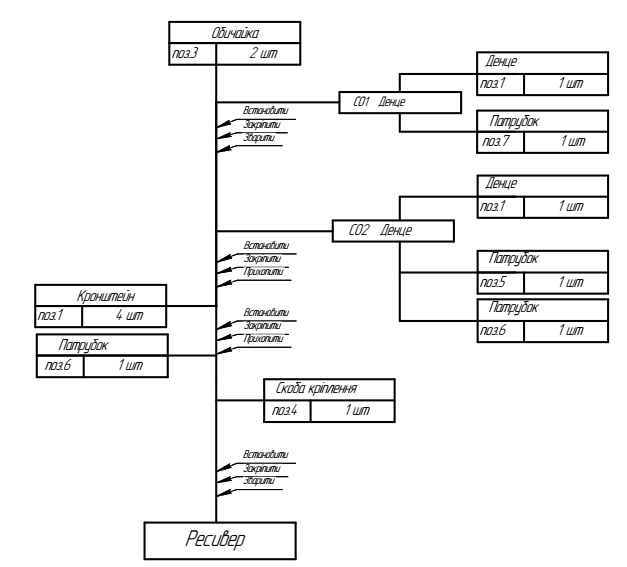 Обичайка
поз.3 2 шт
Денце
поз.1 1 шт
СО1 Денце
Встановити
Закріпити
Зварити
Патрубок
поз.7 1 шт
Денце
поз.1 1 шт
СО2 Денце
Встановити
Закріпити
Прихопити
Патрубок
поз.5 1 шт
Патрубок
поз.6 1 шт
Кронштейн
поз.1 4 шт
Встановити
Закріпити
Прихопити
Патрубок
поз.6 1 шт
Скоба кріплення
поз.4 1 шт
Встановити
Закріпити
Зварити
Ресивер